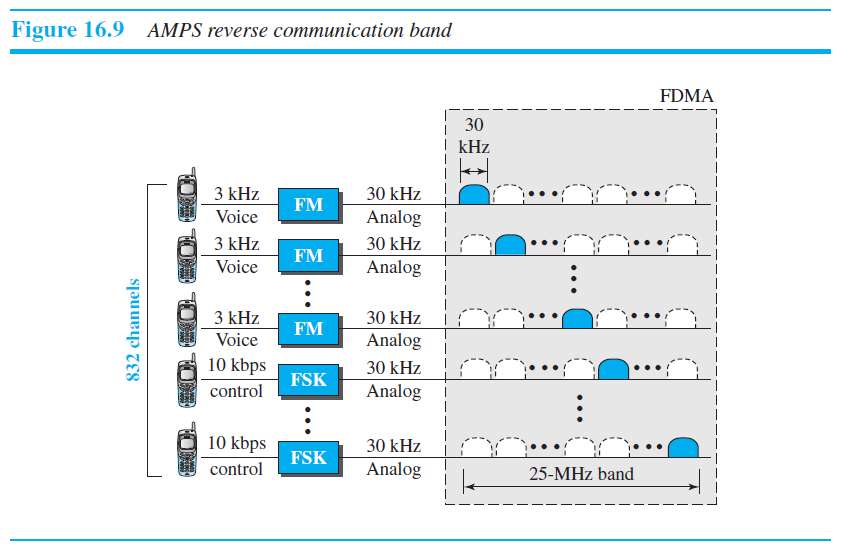 Figure 16.9 AMPS reverse communication band
FDMA
30
kHz
3 kHz
Voice
FM
30 kHz
Analog
3 kHz
Voice
FM
30 kHz
Analog
3 kHz
Voice
FM
30 kHz
Analog
10 kbps
control
FSK
30 kHz
Analog
10 kbps
control
FSK
30 kHz
Analog
832 channels
25-MHz band